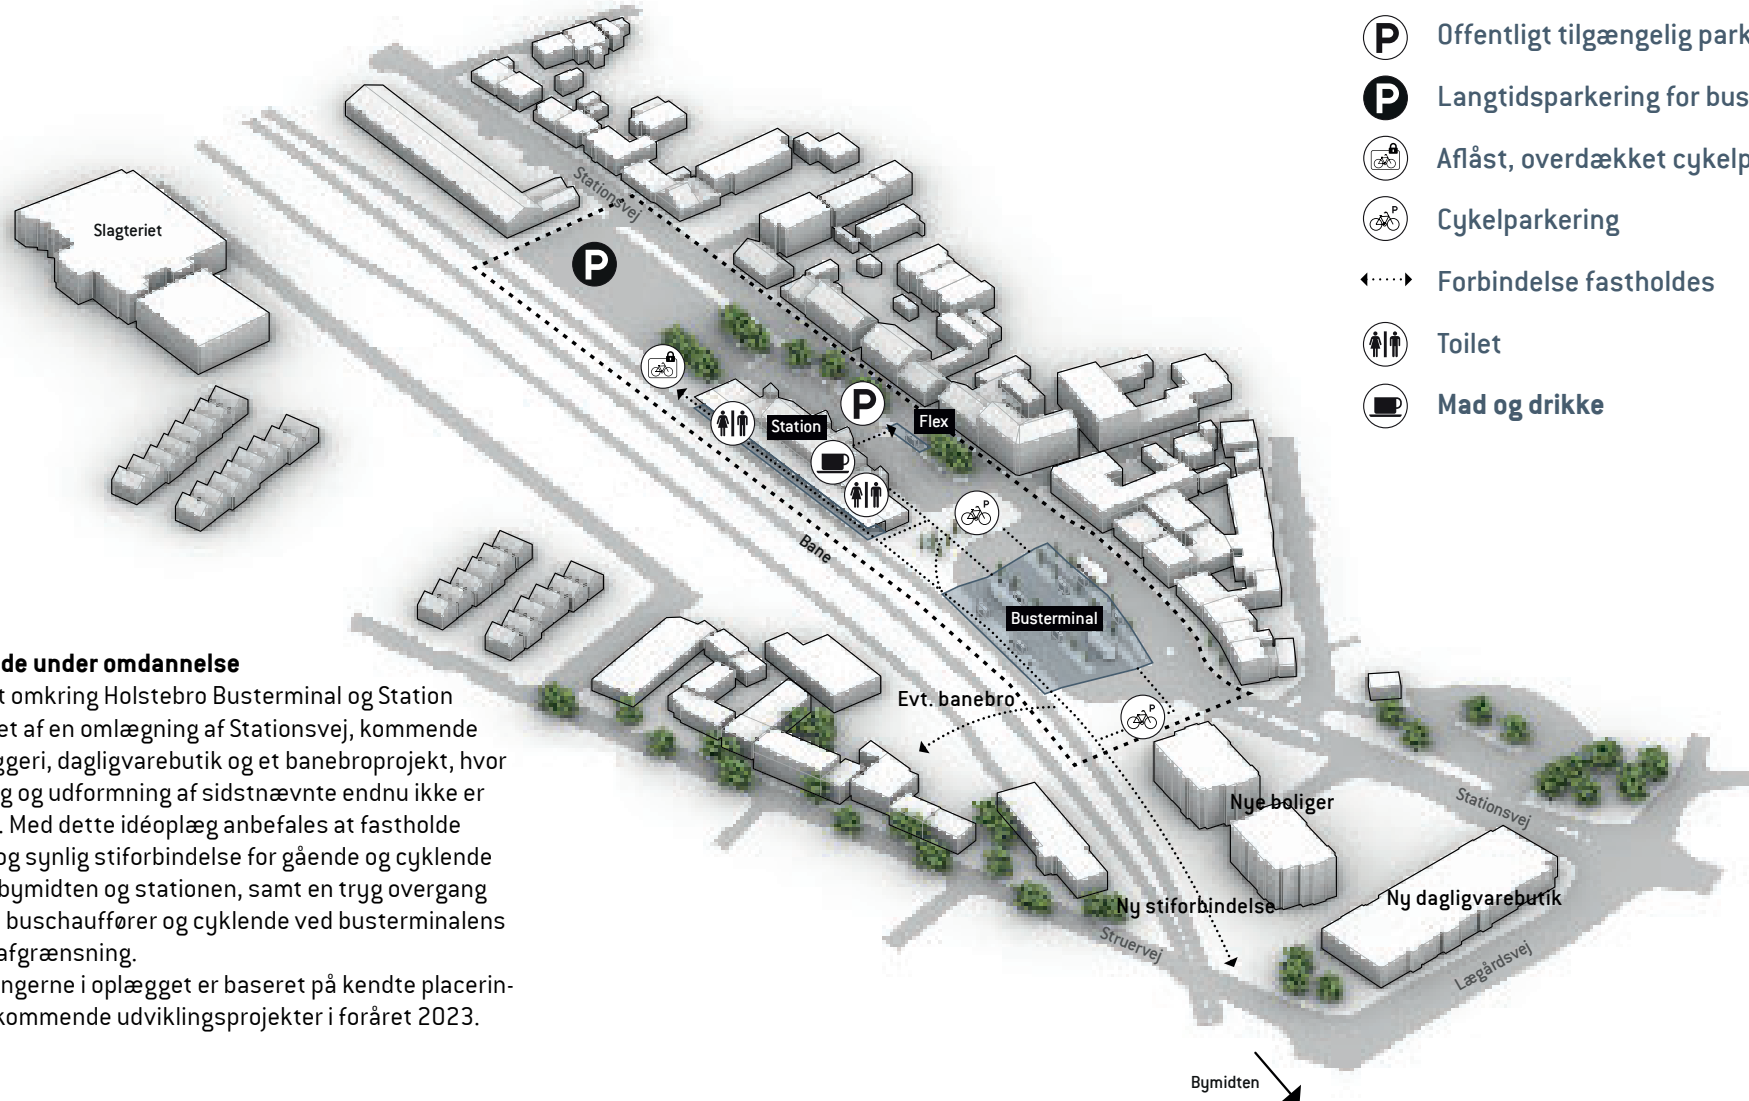 Offentligt tilgængelig park
Langtidsparkering for bus
Aflåst, overdækket cykelp
Cykelparkering
Forbindelse fastholdes
Toilet
Mad og drikke
P
P
P
P
Slagteriet
Stationsvej
P
Station
Flex
P
Bane
Busterminal
Evt. banebro
P
Nye boliger
Stationsvej
Ny dagligvarebutik
Ny stiforbindelse
Struervej
Lægårdsvej
Bymidten
de under omdannelse
t omkring Holstebro Busterminal og Station
et af en omlægning af Stationsvej, kommende
ggeri, dagligvarebutik og et banebroprojekt, hvor
g og udformning af sidstnævnte endnu ikke er
. Med dette idéoplæg anbefales at fastholde
og synlig stiforbindelse for gående og cyklende
bymidten og stationen, samt en tryg overgang
buschauffører og cyklende ved busterminalens
afgrænsning.
ngerne i oplægget er baseret på kendte placerin-
kommende udviklingsprojekter i foråret 2023.